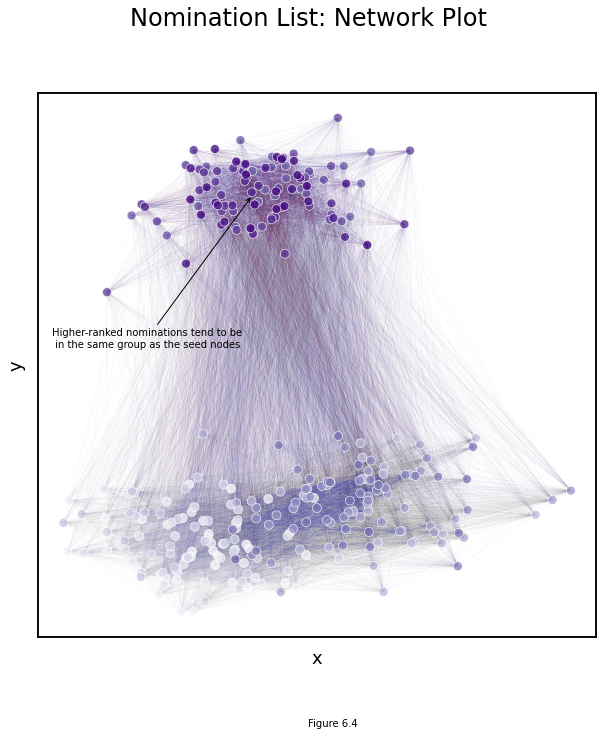 Nomination List: Network Plot
Higher-ranked nominations tend to be
in the same group as the seed nodes
y
x
Figure 6.4